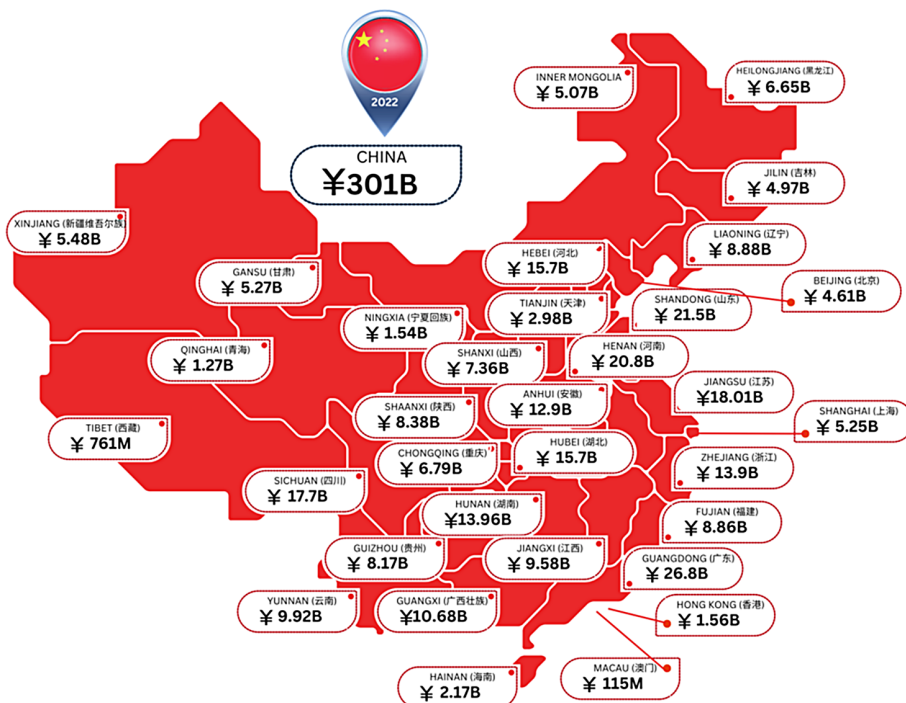 2022
CHINA
¥301B
INNER MONGOLIA
¥ 5.07B
HEILONGJIANG (黑龙江)
¥ 6.65B
JILIN (吉林)
¥ 4.97B
XINJIANG (新疆维吾尔族)
¥ 5.48B
LIAONING (辽宁)
¥ 8.88B
HEBEI (河北)
¥ 15.7B
GANSU (甘肃)
¥ 5.27B
BEIJING (北京)
¥ 4.61B
TIANJIN (天津)
¥ 2.98B
SHANDONG (山东)
¥ 21.5B
NINGXIA (宁夏回族)
¥ 1.54B
QINGHAI (青海)
¥ 1.27B
SHANXI (山西)
¥ 7.36B
HENAN (河南)
¥ 20.8B
JIANGSU (江苏)
¥18.01B
ANHUI (安徽)
¥ 12.9B
SHAANXI (陕西)
¥ 8.38B
SHANGHAI (上海)
¥ 5.25B
TIBET (西藏)
¥ 761M
HUBEI (湖北)
¥ 15.7B
CHONGQING (重庆)
¥ 6.79B
ZHEJIANG (浙江)
¥ 13.9B
SICHUAN (四川)
¥ 17.7B
HUNAN (湖南)
¥13.96B
FUJIAN (福建)
¥ 8.86B
GUIZHOU (贵州)
¥ 8.17B
JIANGXI (江西)
¥ 9.58B
GUANGDONG (广东)
¥ 26.8B
YUNNAN (云南)
¥ 9.92B
GUANGXI (广西壮族)
¥10.68B
HONG KONG (香港)
¥ 1.56B
MACAU (澳门)
¥ 115M
HAINAN (海南)
¥ 2.17B